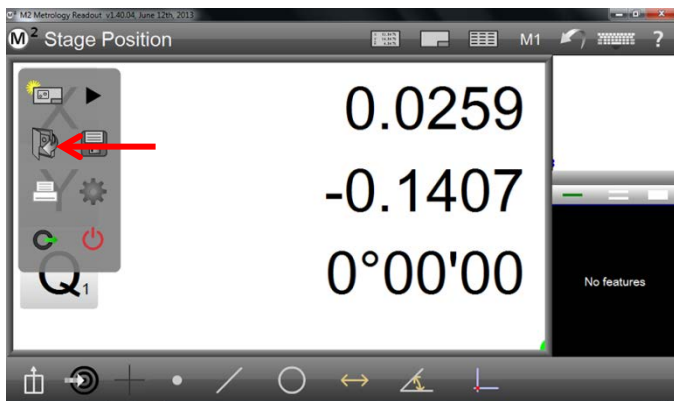 M2 Metrology Readout v1.40.04, June 12th, 2013
M² Stage Position
M1
?
X
0.0259
Y
-0.1407
Q1
0°00'00
No features